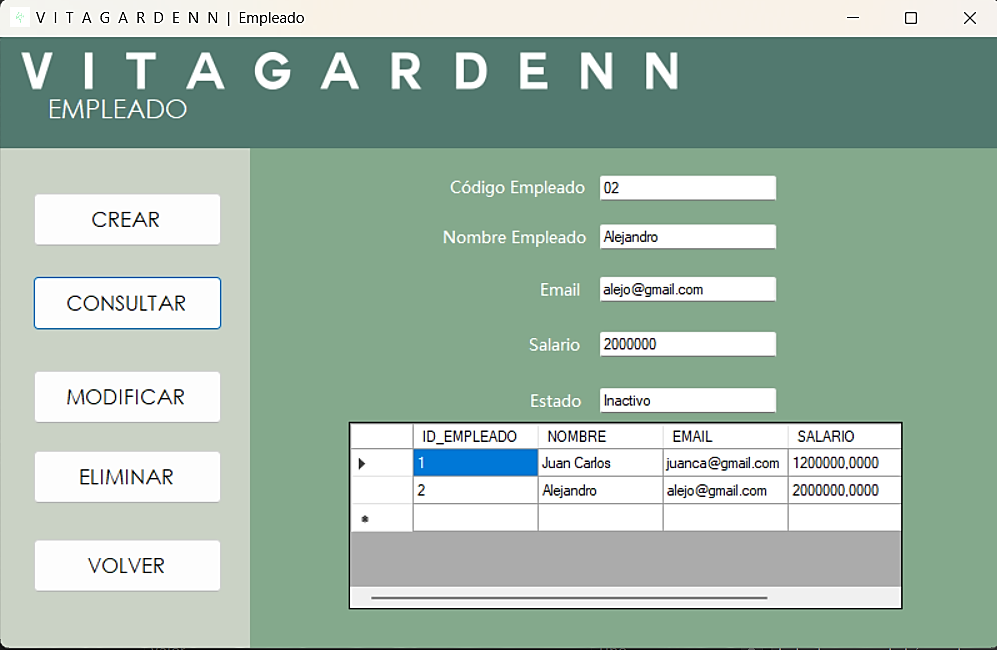 V I T A G A R D E N N | Empleado
V I T A G A R D E N N
EMPLEADO
CREAR
CONSULTAR
MODIFICAR
ELIMINAR
VOLVER
Código Empleado 02
Nombre Empleado Alejandro
Email alejo@gmail.com
Salario 2000000
Estado Inactivo
ID_EMPLEADO NOMBRE EMAIL SALARIO
1 Juan Carlos juanca@gmail.com 1200000,0000
2 Alejandro alejo@gmail.com 2000000,0000